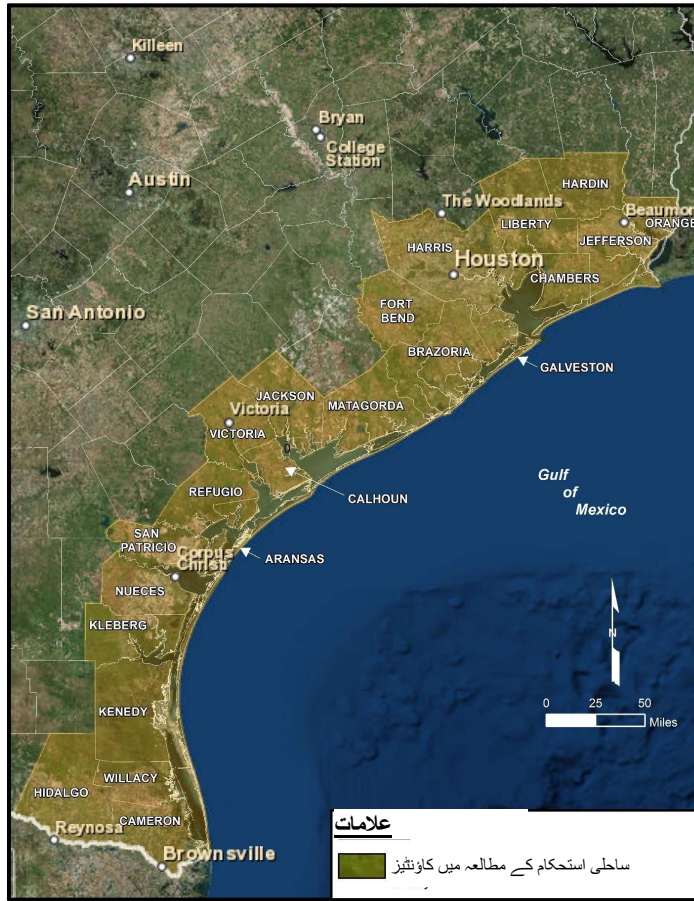 Killeen
Bryan
College
Station
Austin
HARDIN
The Woodlands
Beaumon
LIBERTY
ORANGE
HARRIS
JEFFERSON
Houston
CHAMBERS
San Antonio
FORT
BEND
BRAZORIA
GALVESTON
JACKSON
Victoria
MATAGORDA
VICTORIA
Gulf
of
Mexico
REFUGIO
CALHOUN
SAN
PATRICIO
Corpus
Christi
ARANSAS
NUECES
KLEBERG
N
KENEDY
0 25 50
Miles
WILLACY
HIDALGO
CAMERON
Reynosa
Brownsville
علامات
ساحلی استحکام کے مطالعہ میں کاؤنٹیز